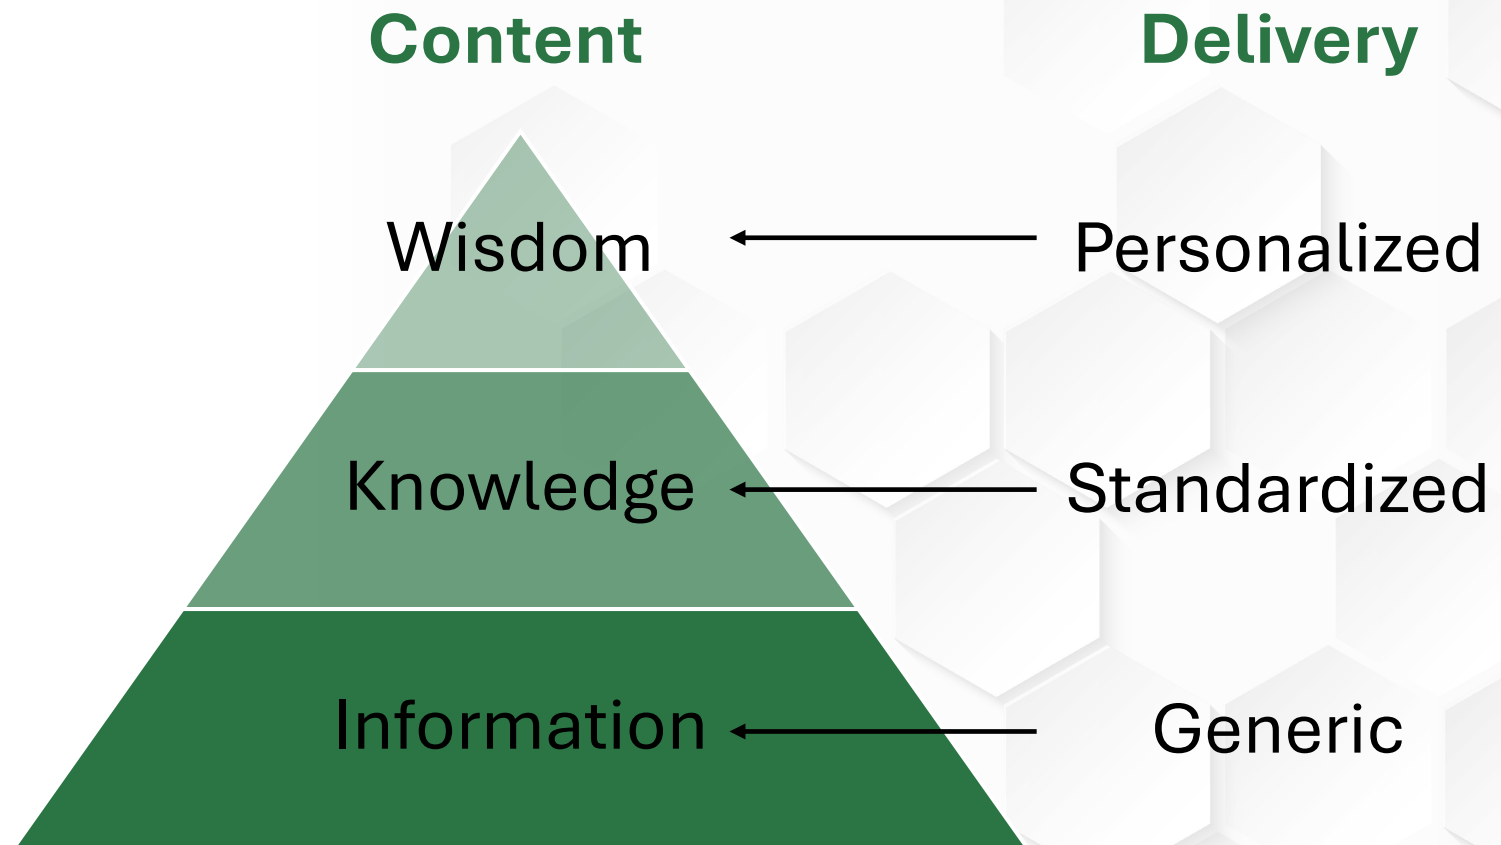 Content Delivery
Wisdom Personalized
Knowledge Standardized
Information Generic